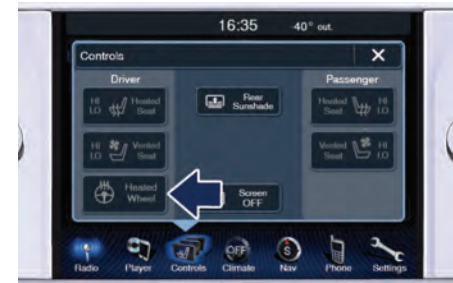 16:35
40° out.
Controls
X
Driver
Passenger
HI
LO
Heated
Seat
Rear
Sunshade
Heated
Seat
HI
LO
HI
LO
Vented
Seat
Vented
Seat
HI
LO
Heated
Wheel
Screen
OFF
OFF
S
Radio
Player
Controls
Climate
Nav
Phone
Settings